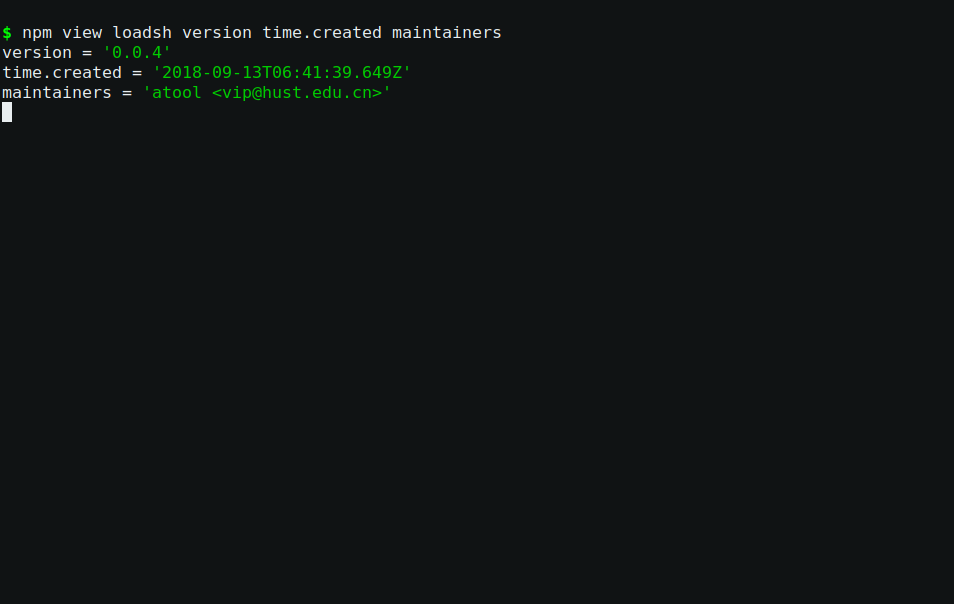 $ npm view loadsh version time.created maintainers
version = '0.0.4'
time.created = '2018-09-13T06:41:39.649Z'
maintainers = 'atool <vip@hust.edu.cn>'